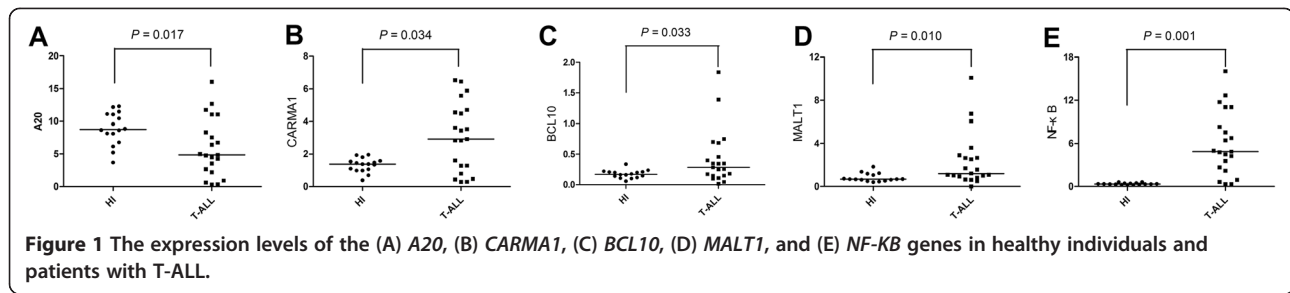 A
P = 0.017
A20
20
15
10
5
0
HI
T-ALL
B
P = 0.034
CARMA1
8
6
4
2
0
HI
T-ALL
C
P = 0.033
BCL10
2.0
1.5
1.0
0.5
0.0
HI
T-ALL
D
P = 0.010
MALT1
12
8
4
0
HI
T-ALL
E
P = 0.001
NF-κ B
18
12
6
0
HI
T-ALL
Figure 1 The expression levels of the (A) A20, (B) CARMA1, (C) BCL10, (D) MALT1, and (E) NF-KB genes in healthy individuals and
patients with T-ALL.